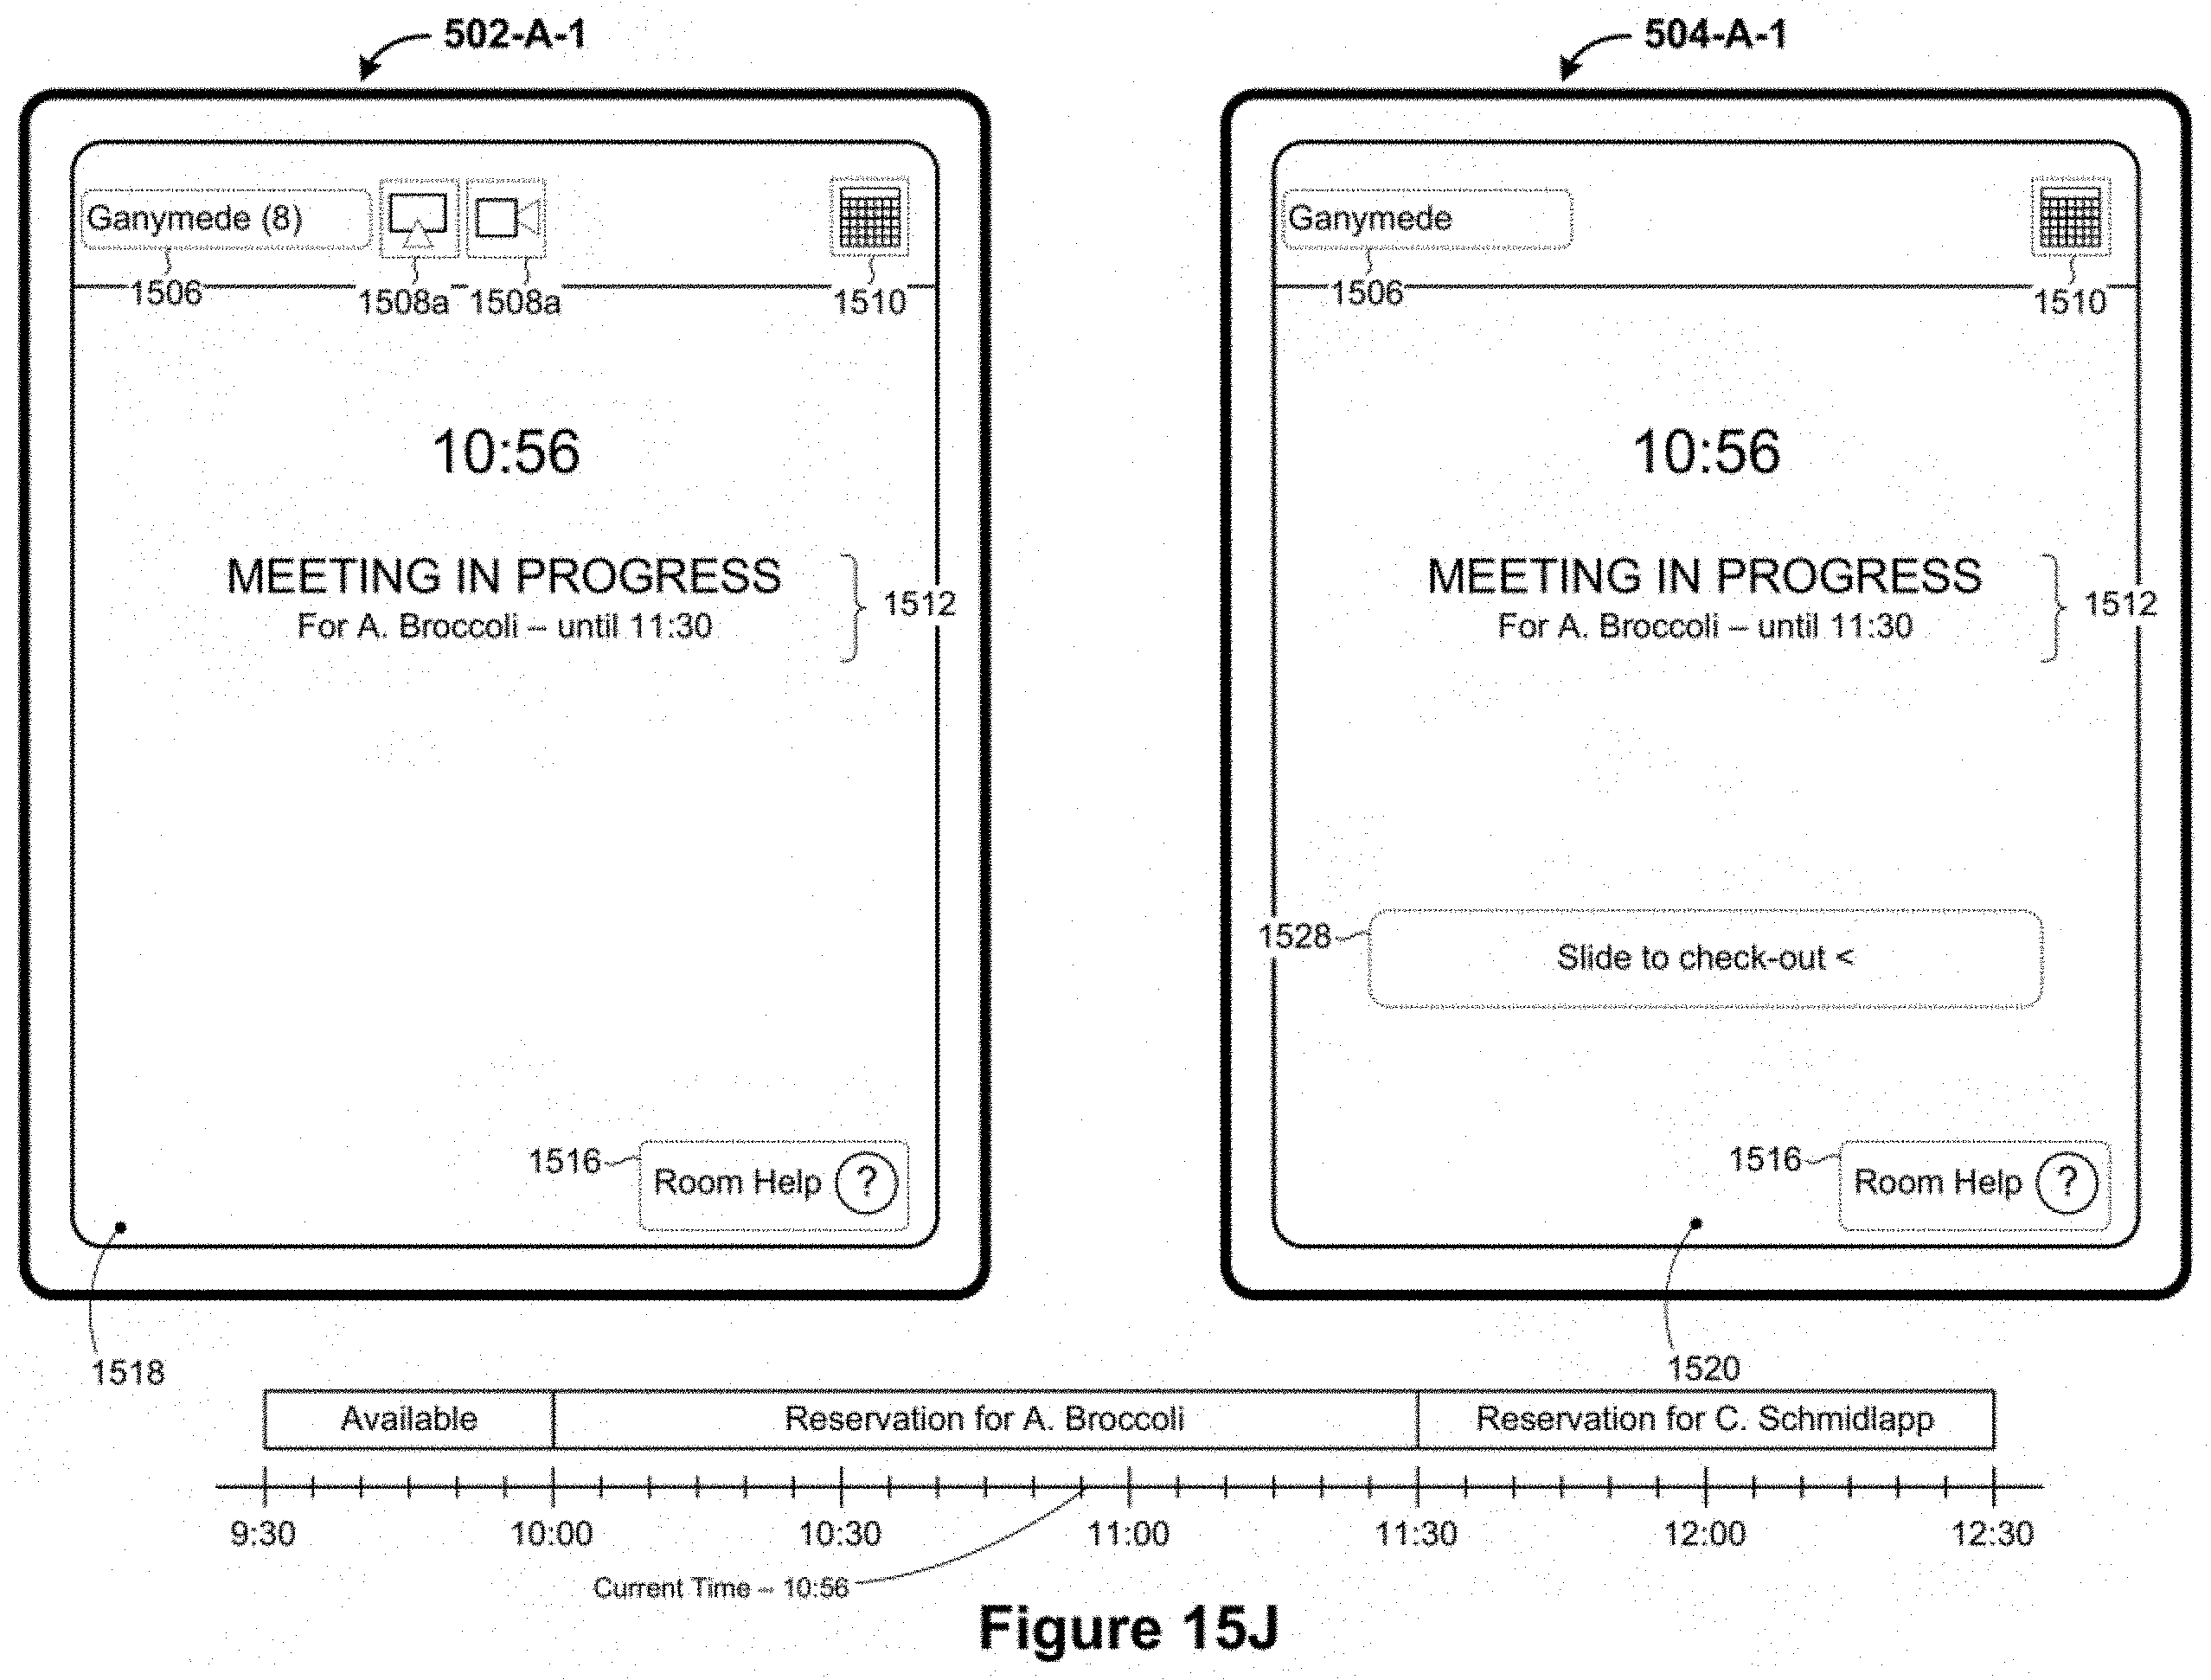 502-A-1
504-A-1
Ganymede (8)
1506
1508a
1508a
1510
10:56
MEETING IN PROGRESS
For A. Broccoli – until 11:30
1512
1516
Room Help ?
1518
Ganymede
1506
1510
10:56
MEETING IN PROGRESS
For A. Broccoli – until 11:30
1512
1528
Slide to check-out <
1516
Room Help ?
1520
Available
Reservation for A. Broccoli
Reservation for C. Schmidlapp
9:30 10:00 10:30 11:00 11:30 12:00 12:30
Current Time – 10:56
Figure 15J